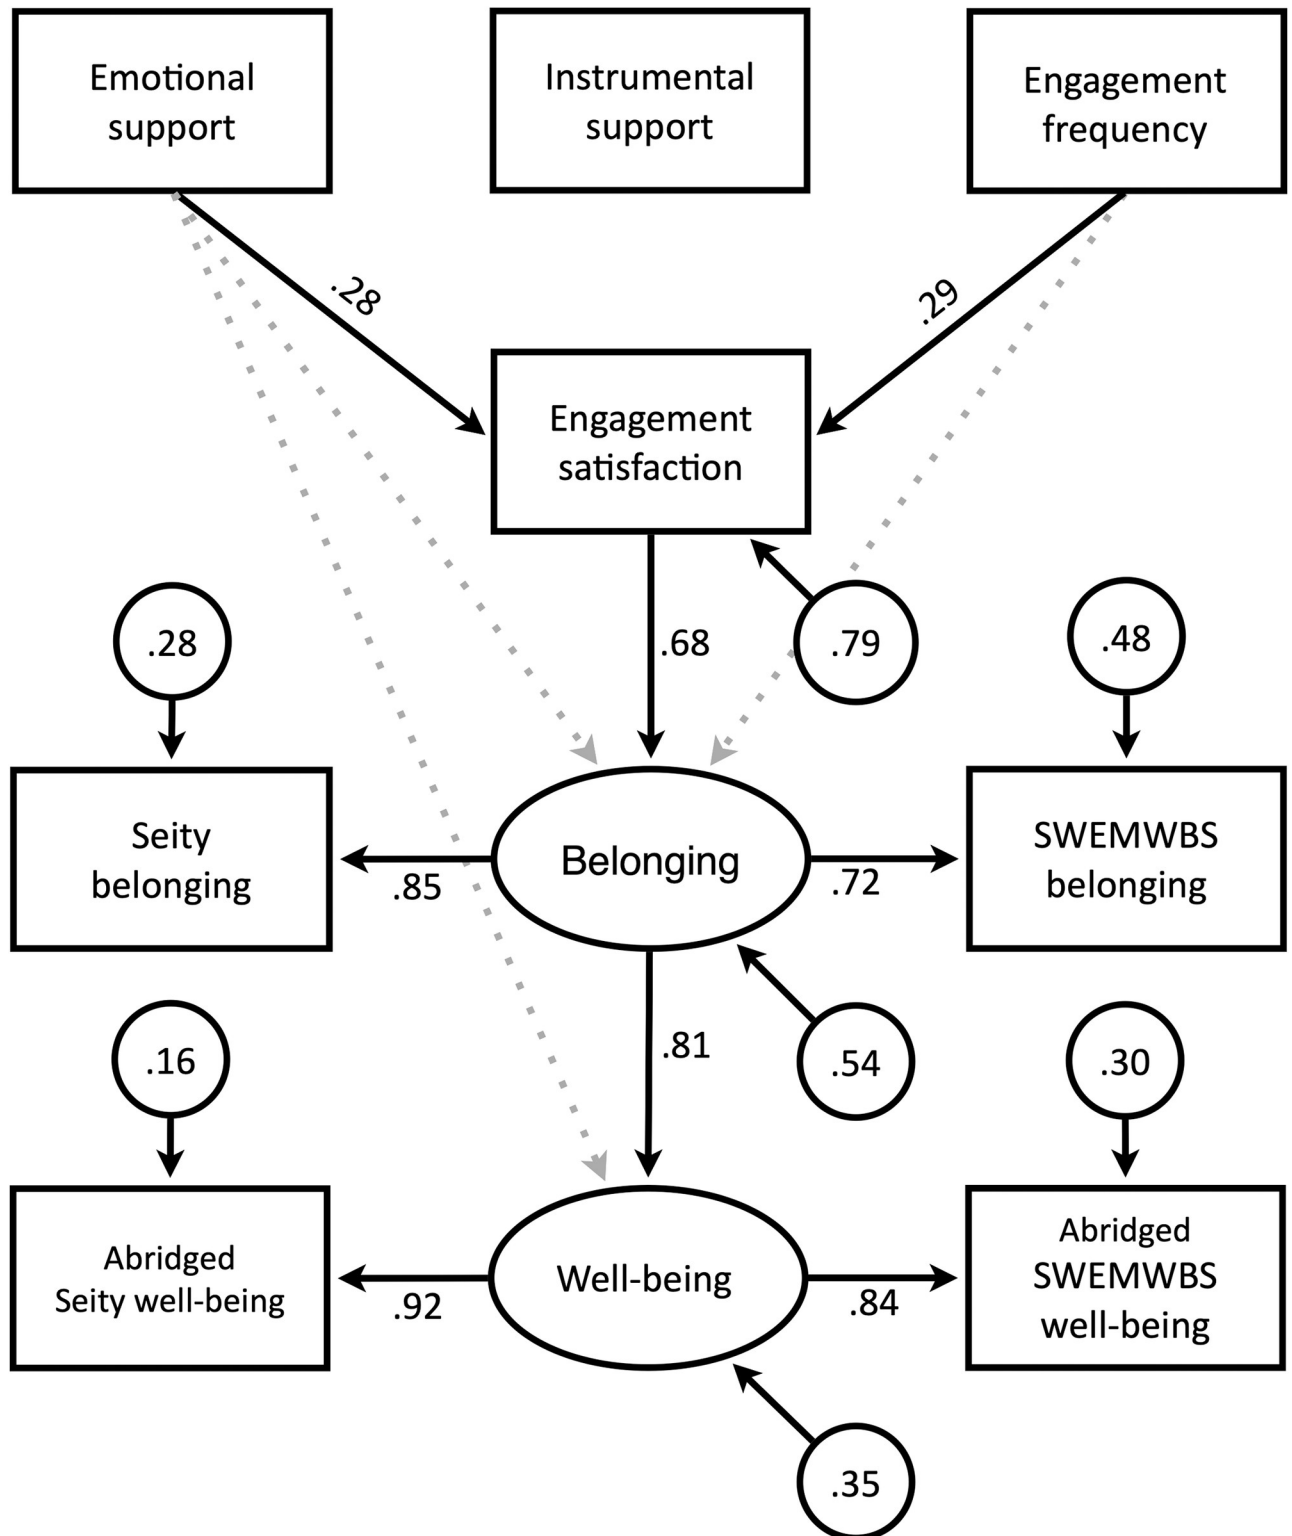 Emotional
support
Instrumental
support
Engagement
frequency
.28
.29
Engagement
satisfaction
.28
.68
.79
.48
Seity
belonging
Belonging
SWEMWBS
belonging
.85
.72
.16
.81
.54
.30
Abridged
Seity well-being
Well-being
Abridged
SWEMWBS
well-being
.92
.84
.35